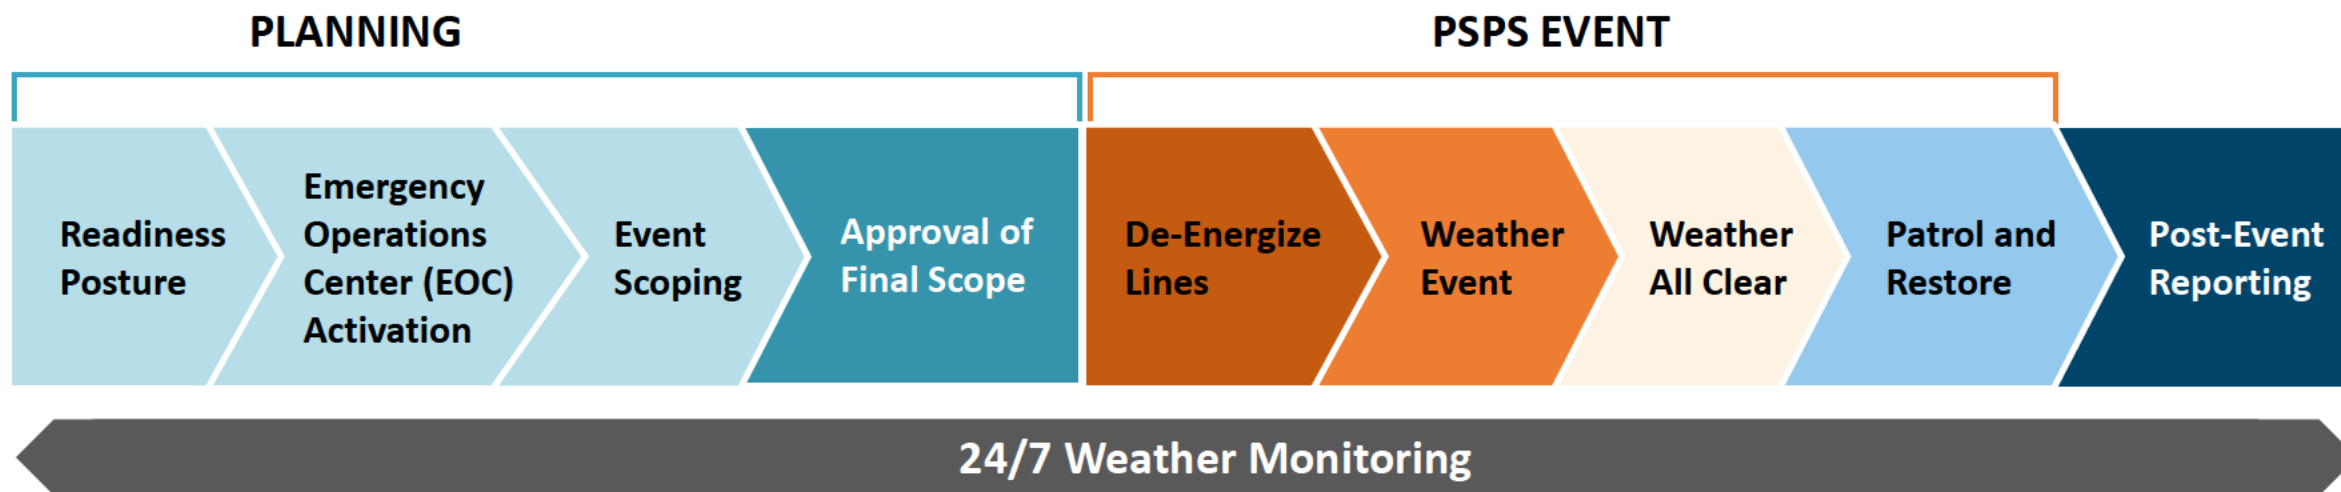 PLANNING
PSPS EVENT
Readiness
Posture
Emergency
Operations
Center (EOC)
Activation
Event
Scoping
Approval of
Final Scope
De-Energize
Lines
Weather
Event
Weather
All Clear
Patrol and
Restore
Post-Event
Reporting
24/7 Weather Monitoring